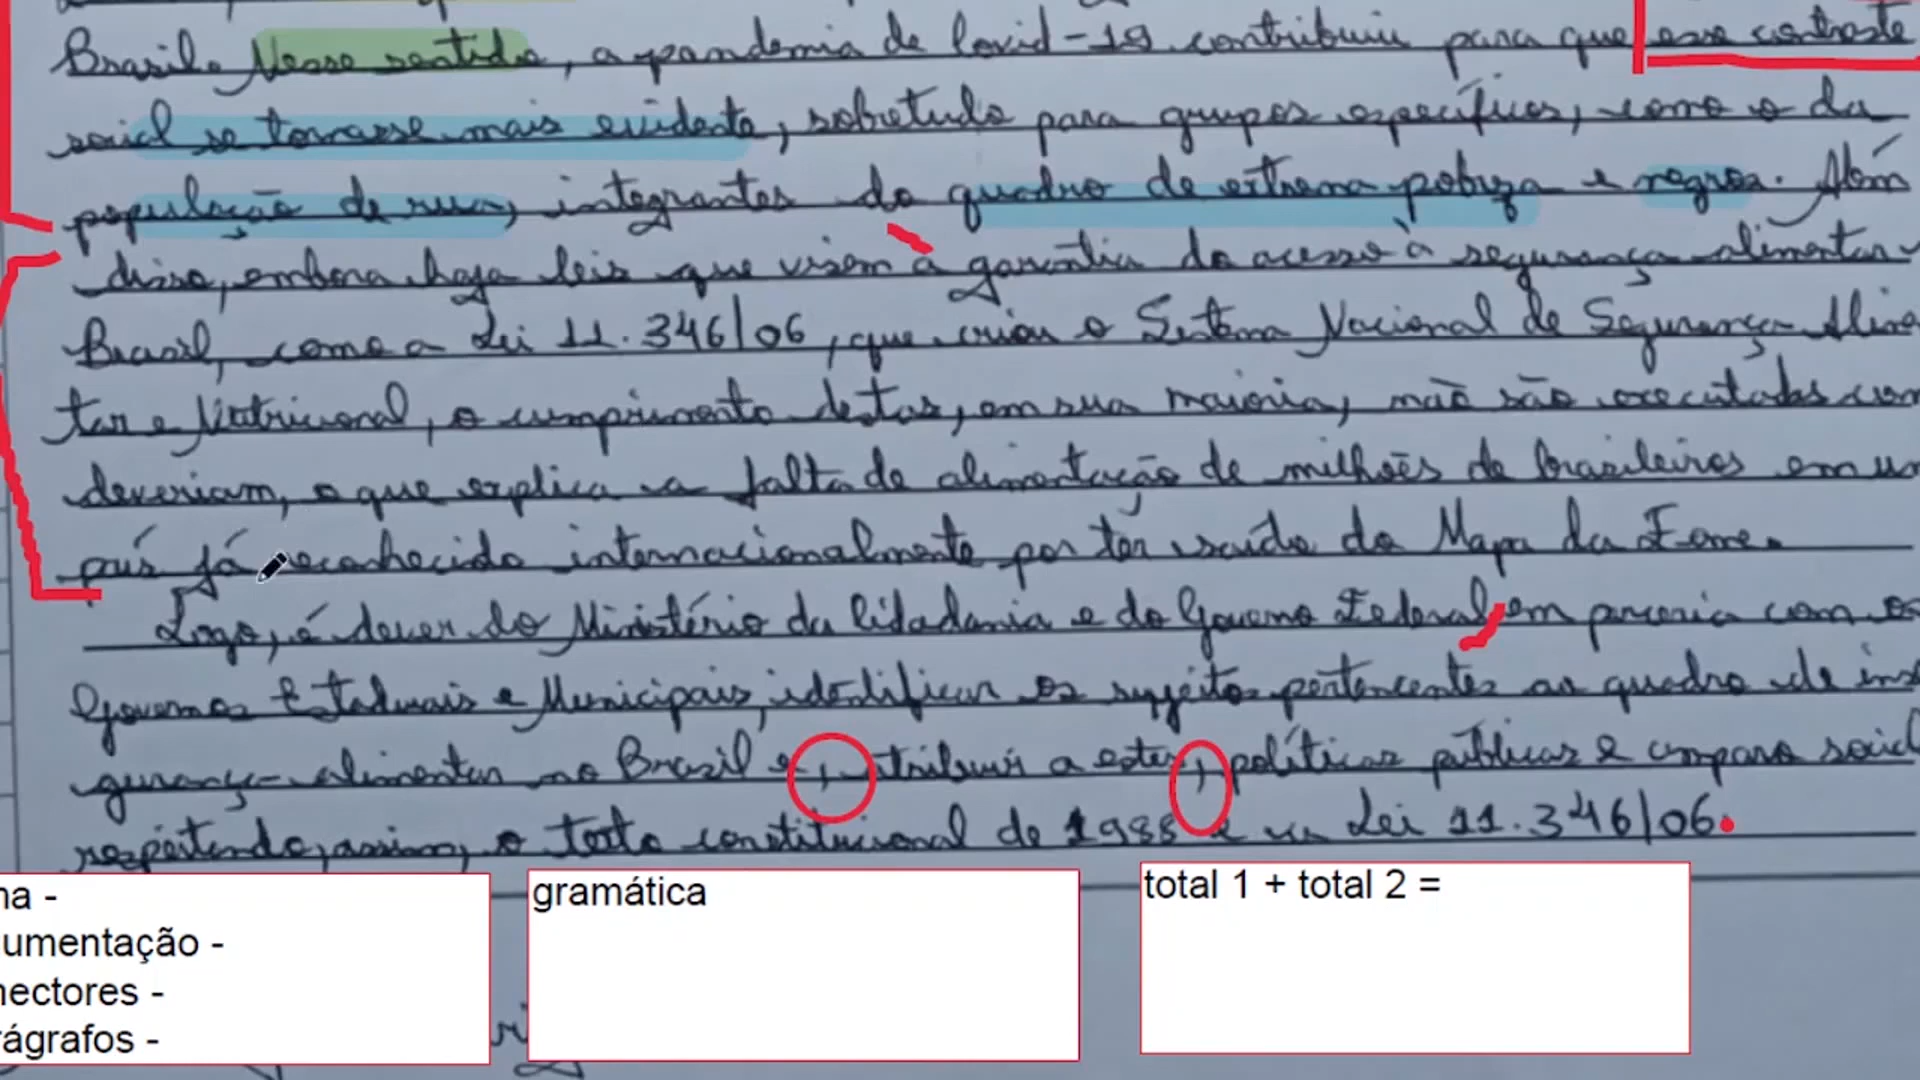 Brasil. Nesse sentido, a pandemia de Covid-19 contribuiu para que esse contraste
social se tornasse mais evidente, sobretudo para grupos específicos, como o da
população de rua, integrantes do quadro de extrema pobreza e negros. Além
disso, embora haja leis que visem à garantia do acesso à segurança alimentar
Brasil, como a Lei 11.346/06, que criou o Sistema Nacional de Segurança Alimen
tar e Nutricional, o cumprimento destas, em sua maioria, não são executadas com
deveriam, o que explica a falta de alimentação de milhões de brasileiros em um
país já reconhecido internacionalmente por ter saído do Mapa da Fome.
Logo, é dever do Ministério da Cidadania e do Governo Federal, em parceria com os
Governos Estaduais e Municipais, identificar os sujeitos pertencentes ao quadro de inse
gurança alimentar no Brasil e, atribuir a estes, políticas públicas e amparo social
respeitando, assim, o texto constitucional de 1988 e a Lei 11.346/06.
na -
umentação -
nectores -
rágrafos -
gramática
total 1 + total 2 =